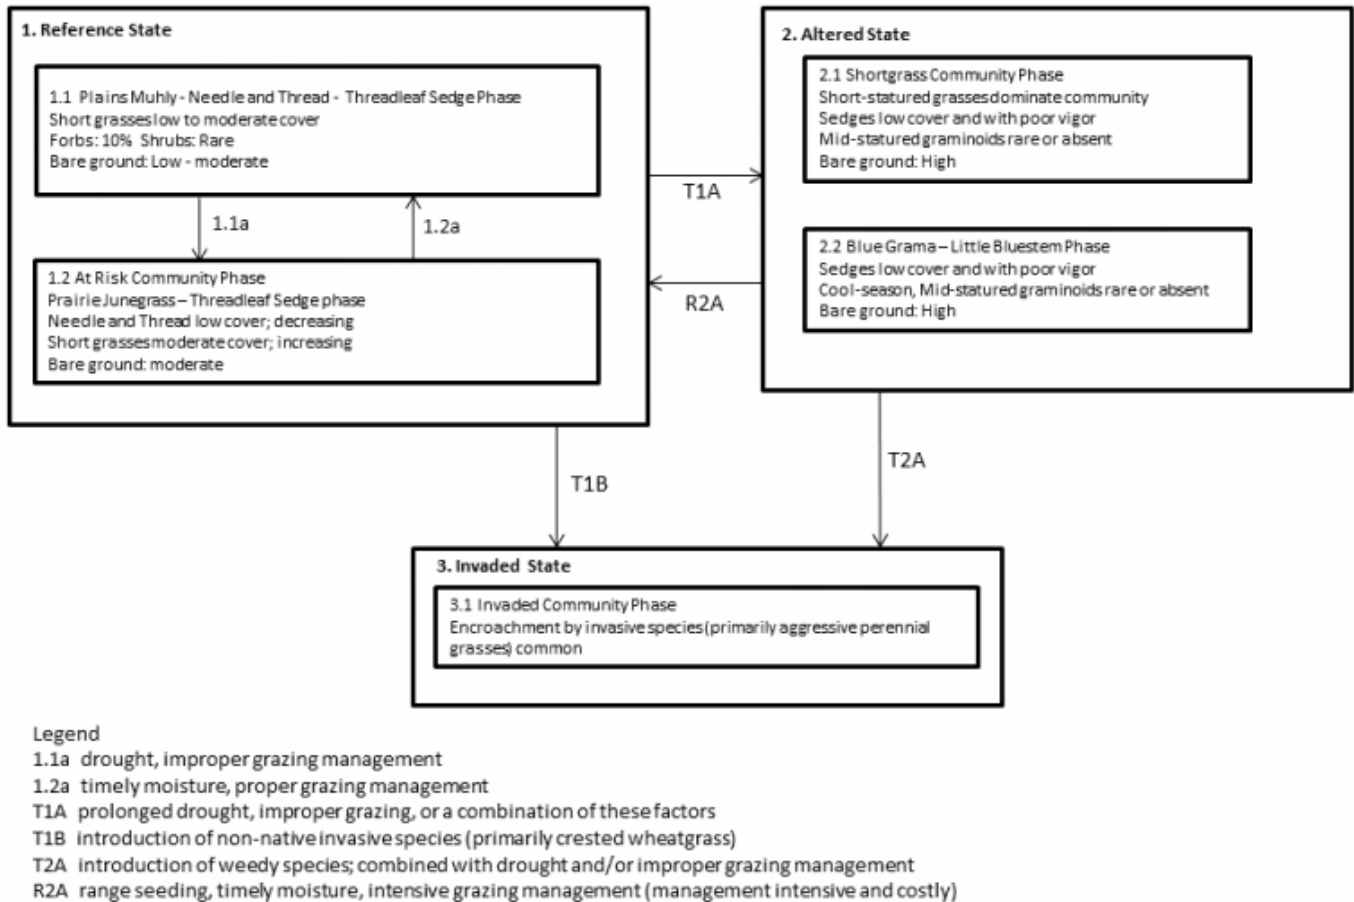 1. Reference State
1.1 Plains Muhly - Needle and Thread - Threadleaf Sedge Phase
Short grasses low to moderate cover
Forbs: 10% Shrubs: Rare
Bare ground: Low - moderate
1.1a
1.2a
1.2 At Risk Community Phase
Prairie Junegrass – Threadleaf Sedge phase
Needle and Thread low cover; decreasing
Short grasses moderate cover; increasing
Bare ground: moderate
T1A
R2A
2. Altered State
2.1 Shortgrass Community Phase
Short-statured grasses dominate community
Sedges low cover and with poor vigor
Mid-statured graminoids rare or absent
Bare ground: High
2.2 Blue Grama – Little Bluestem Phase
Sedges low cover and with poor vigor
Cool-season, Mid-statured graminoids rare or absent
Bare ground: High
T1B
T2A
3. Invaded State
3.1 Invaded Community Phase
Encroachment by invasive species (primarily aggressive perennial
grasses) common
Legend
1.1a drought, improper grazing management
1.2a timely moisture, proper grazing management
T1A prolonged drought, improper grazing, or a combination of these factors
T1B introduction of non-native invasive species (primarily crested wheatgrass)
T2A introduction of weedy species; combined with drought and/or improper grazing management
R2A range seeding, timely moisture, intensive grazing management (management intensive and costly)